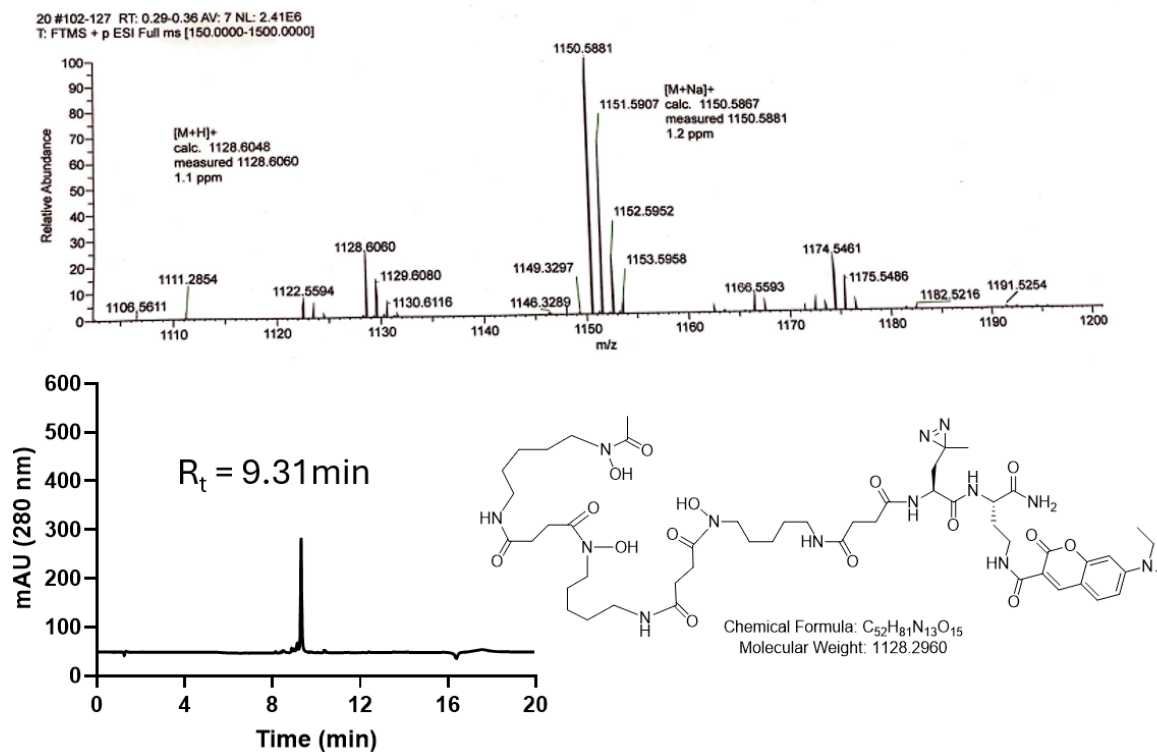 20 #102-127 RT: 0.29-0.36 AV: 7 NL: 2.41E6
T: FTMS + p ESI Full ms [150.0000-1500.0000]
Relative Abundance
100
90
80
70
60
50
40
30
20
10
0
[M+H]+
calc. 1128.6048
measured 1128.6060
1.1 ppm
[M+Na]+
calc. 1150.5867
measured 1150.5881
1.2 ppm
1106.5611
1111.2854
1122.5594
1128.6060
1129.6080
1130.6116
1146.3289
1149.3297
1150.5881
1151.5907
1152.5952
1153.5958
1166.5593
1174.5461
1175.5486
1182.5216
1191.5254
1110 1120 1130 1140 1150 1160 1170 1180 1190 1200
m/z
mAU (280 nm)
600
500
400
300
200
100
0
Rt = 9.31min
0 4 8 12 16 20
Time (min)
N
O
OH
HN
O
O
N
OH
N
H
O
O
HO
N
NH
O
O
N
H
N
N
O
H
N
O
NH2
HN
O
O
O
N
Chemical Formula: C52H81N13O15
Molecular Weight: 1128.2960